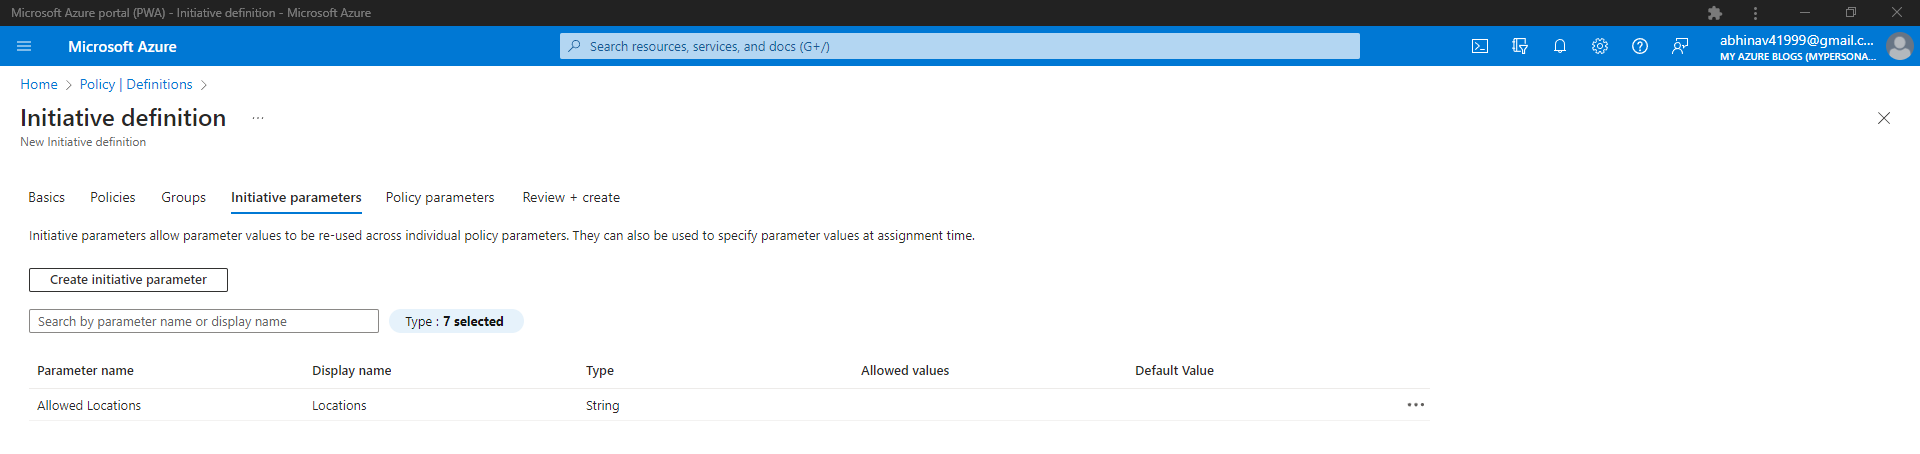 Microsoft Azure portal (PWA) - Initiative definition - Microsoft Azure
Microsoft Azure
Search resources, services, and docs (G+/)
abhinav41999@gmail.c...
MY AZURE BLOGS (MYPERSONA...
Home > Policy | Definitions >
Initiative definition ...
New Initiative definition
Basics Policies Groups Initiative parameters Policy parameters Review + create
Initiative parameters allow parameter values to be re-used across individual policy parameters. They can also be used to specify parameter values at assignment time.
Create initiative parameter
Search by parameter name or display name Type : 7 selected
Parameter name Display name Type Allowed values Default Value
Allowed Locations Locations String ...